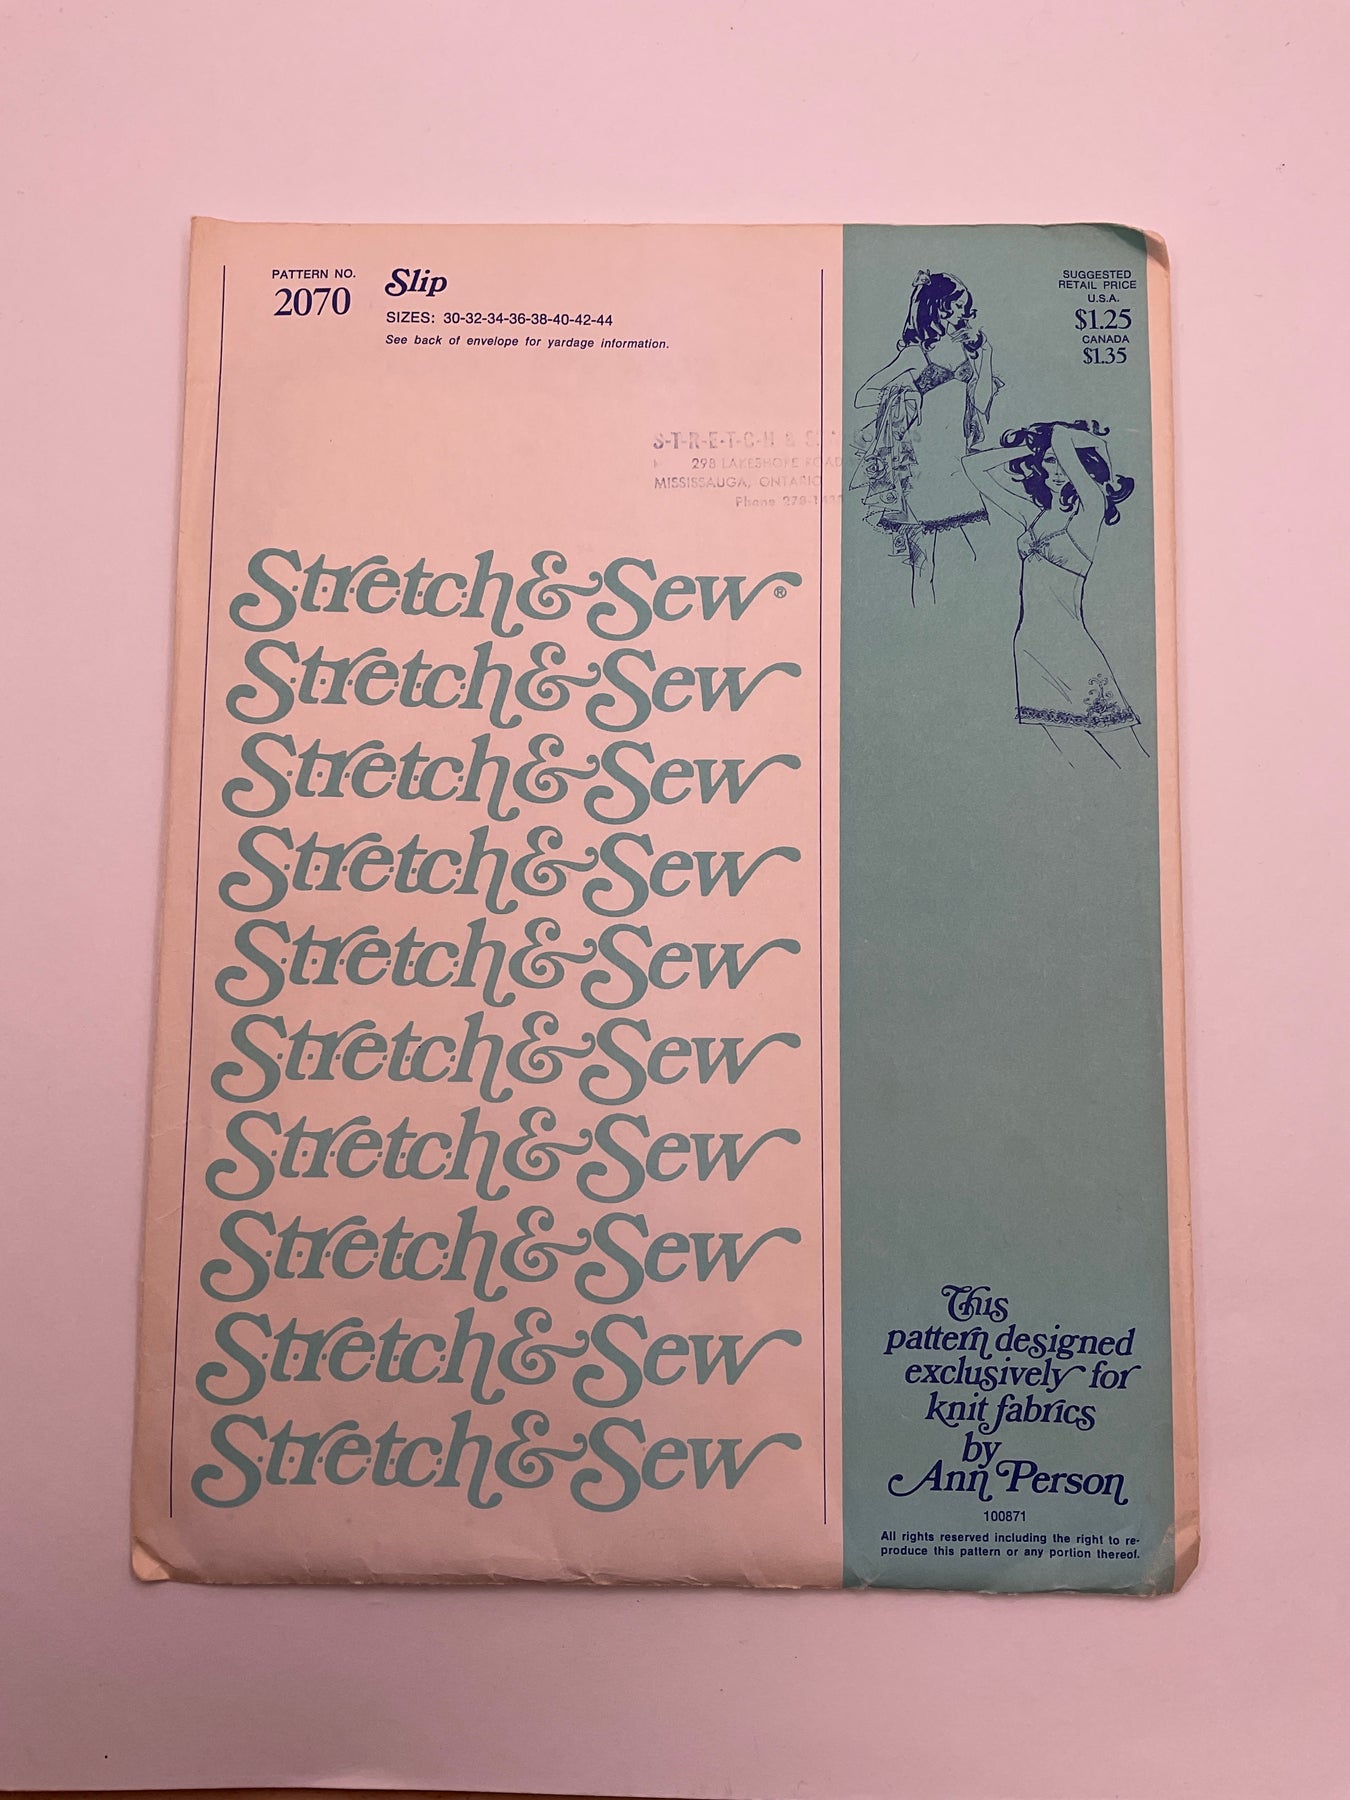 PATTERN NO.
2070
Slip
SIZES: 30-32-34-36-38-40-42-44
See back of envelope for yardage information.
SUGGESTED
RETAIL PRICE
U.S.A.
$1.25
CANADA
$1.35
S-T-R-E-T-C-H &
298 LAKESHORE ROAD
MISSISSAUGA, ONTARIO
Phone
Stretch & Sew®
Stretch & Sew
Stretch & Sew
Stretch & Sew
Stretch & Sew
Stretch & Sew
Stretch & Sew
Stretch & Sew
Stretch & Sew
Stretch & Sew
This
pattern designed
exclusively for
knit fabrics
by
Ann Person
100871
All rights reserved including the right to re-
produce this pattern or any portion thereof.